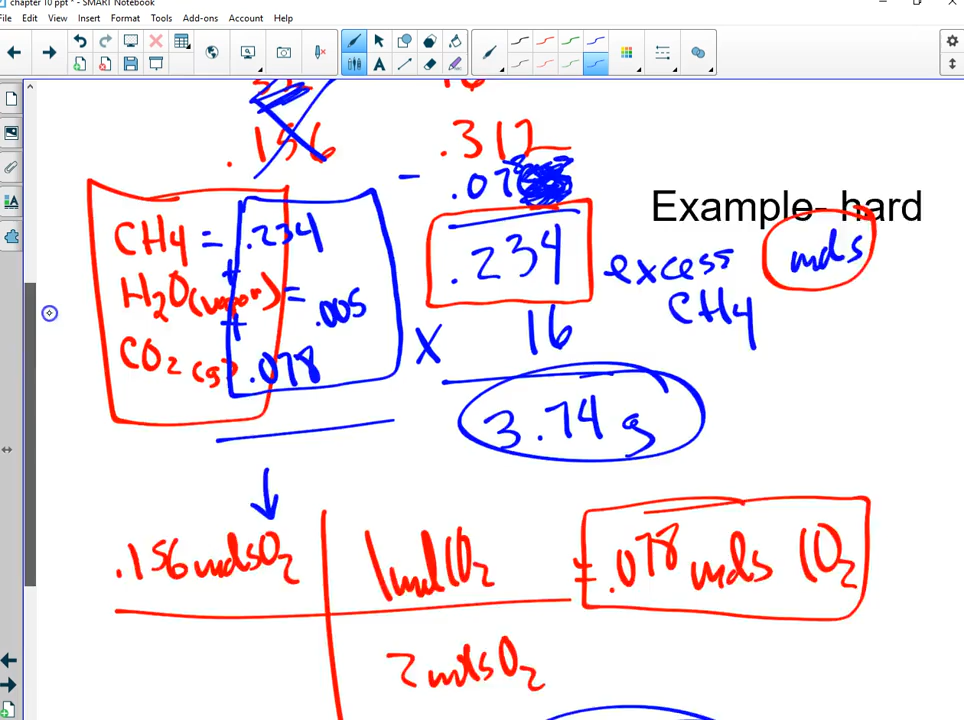 chapter 10 ppt * - SMART Notebook
File Edit View Insert Format Tools Add-ons Account Help
.156 .312
- .078
Example- hard
mols
CH4 = .234
+
H2O (vapor) = .005
+
CO2 (g) .078
.234 excess
CH4
x 16
3.74 g
.156 mols O2 1 mol CO2 = .078 mols CO2
2 mols O2